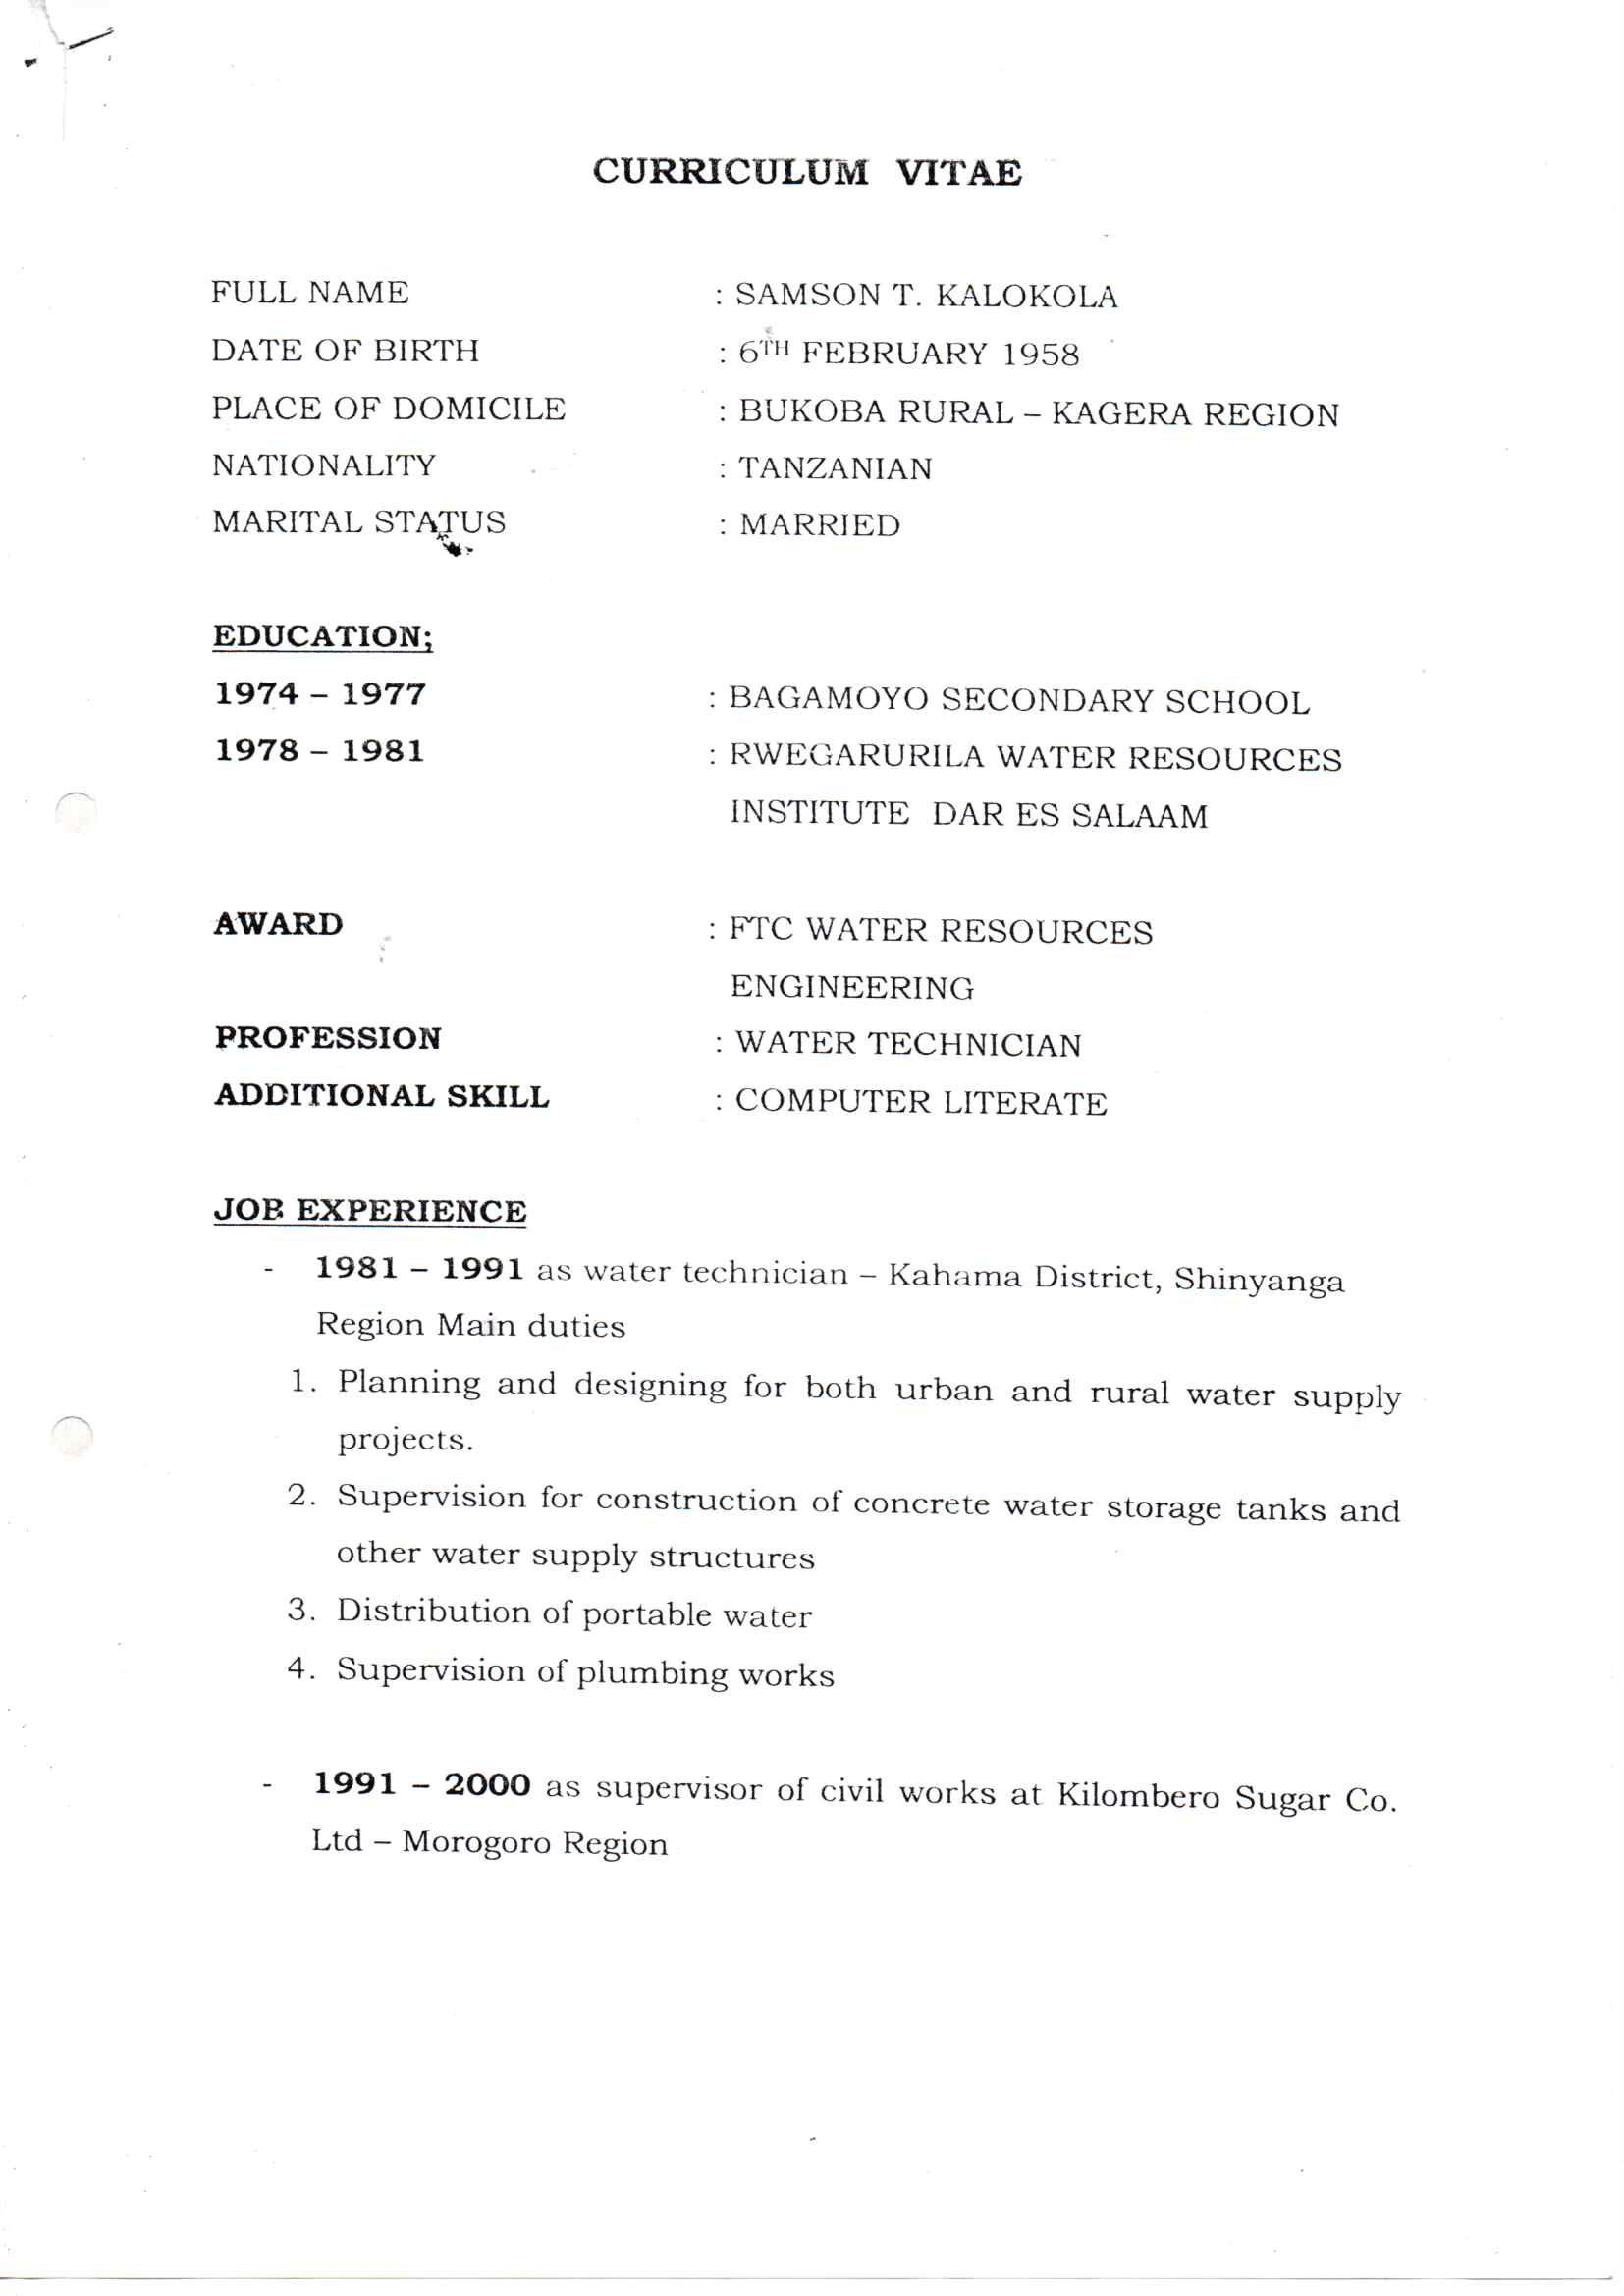 CURRICULUM VITAE
FULL NAME : SAMSON T. KALOKOLA
DATE OF BIRTH : 6TH FEBRUARY 1958
PLACE OF DOMICILE : BUKOBA RURAL – KAGERA REGION
NATIONALITY : TANZANIAN
MARITAL STATUS : MARRIED
EDUCATION;
1974 – 1977 : BAGAMOYO SECONDARY SCHOOL
1978 – 1981 : RWEGARURILA WATER RESOURCES
INSTITUTE DAR ES SALAAM
AWARD : FTC WATER RESOURCES
ENGINEERING
PROFESSION : WATER TECHNICIAN
ADDITIONAL SKILL : COMPUTER LITERATE
JOB EXPERIENCE
- 1981 – 1991 as water technician – Kahama District, Shinyanga
Region Main duties
1. Planning and designing for both urban and rural water supply
projects.
2. Supervision for construction of concrete water storage tanks and
other water supply structures
3. Distribution of portable water
4. Supervision of plumbing works
- 1991 – 2000 as supervisor of civil works at Kilombero Sugar Co.
Ltd – Morogoro Region